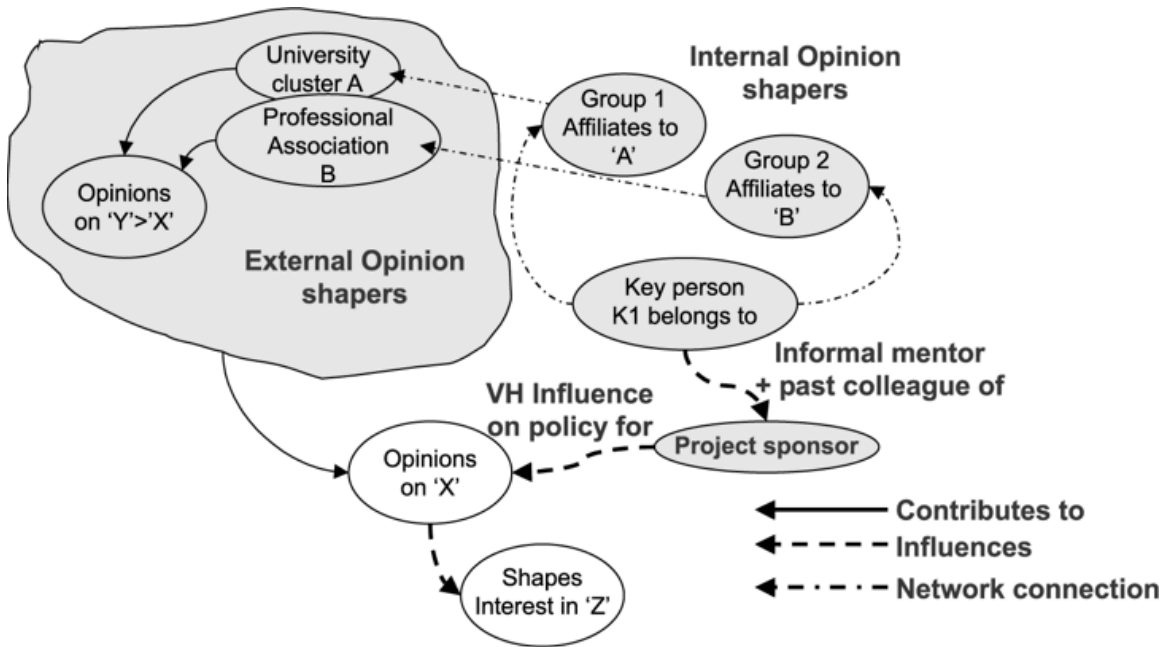 University
cluster A
Professional
Association
B
Opinions
on ‘Y’>’X’
External Opinion
shapers
Internal Opinion
shapers
Group 1
Affiliates to
‘A’
Group 2
Affiliates to
‘B’
Key person
K1 belongs to
Informal mentor
+ past colleague of
VH Influence
on policy for
Project sponsor
Opinions
on ‘X’
Shapes
Interest in ‘Z’
Contributes to
Influences
Network connection